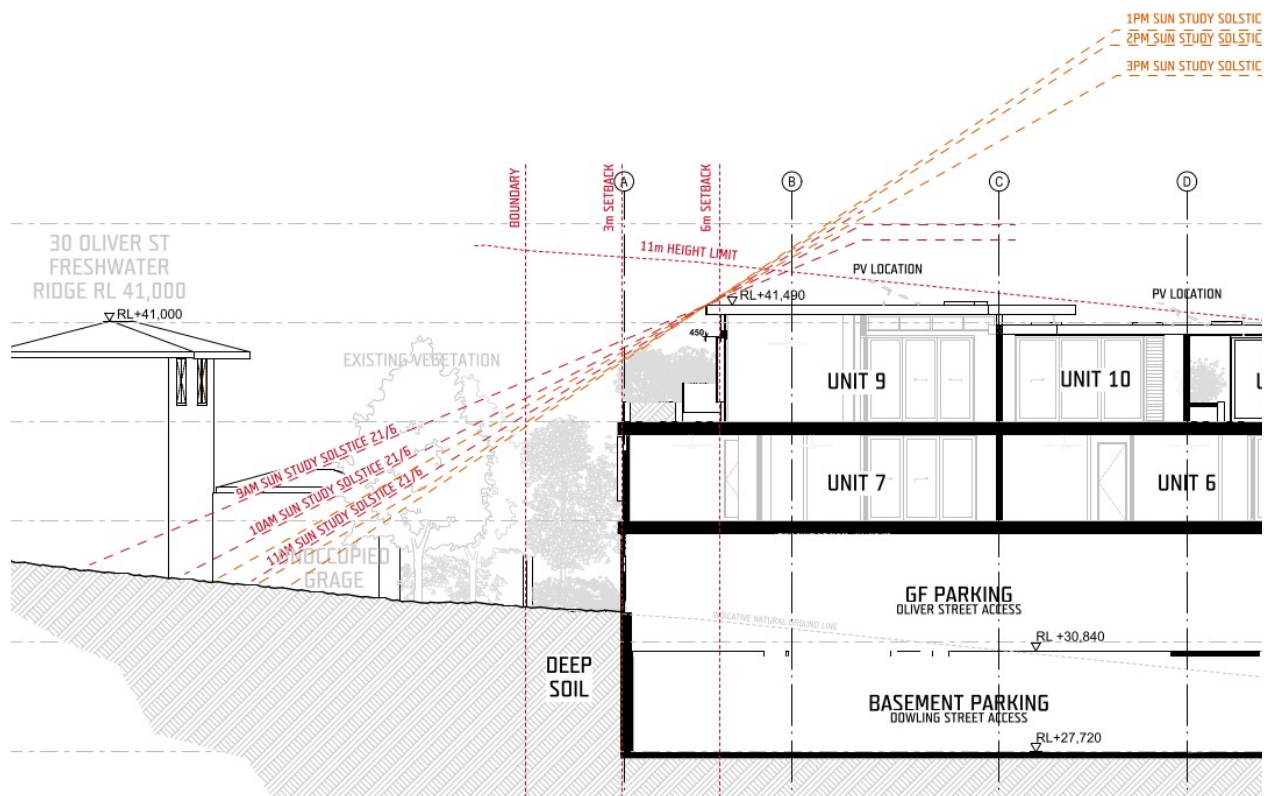 1PM SUN STUDY SOLSTIC
2PM SUN STUDY SOLSTIC
3PM SUN STUDY SOLSTIC
BOUNDARY
3m SETBACK
6m SETBACK
A
B
C
D
30 OLIVER ST
FRESHWATER
RIDGE RL 41,000
RL+41,000
11m HEIGHT LIMIT
PV LOCATION
PV LOCATION
RL+41,490
EXISTING VEGETATION
450
UNIT 9
UNIT 10
U
9AM SUN STUDY SOLSTICE 21/6
10AM SUN STUDY SOLSTICE 21/6
11AM SUN STUDY SOLSTICE 21/6
UNIT 7
UNIT 6
UNOCCOPIED
GRAGE
GF PARKING
OLIVER STREET ACCESS
INDICATIVE NATURAL GROUND LINE
RL +30,840
DEEP
SOIL
BASEMENT PARKING
DOWLING STREET ACCESS
RL+27,720